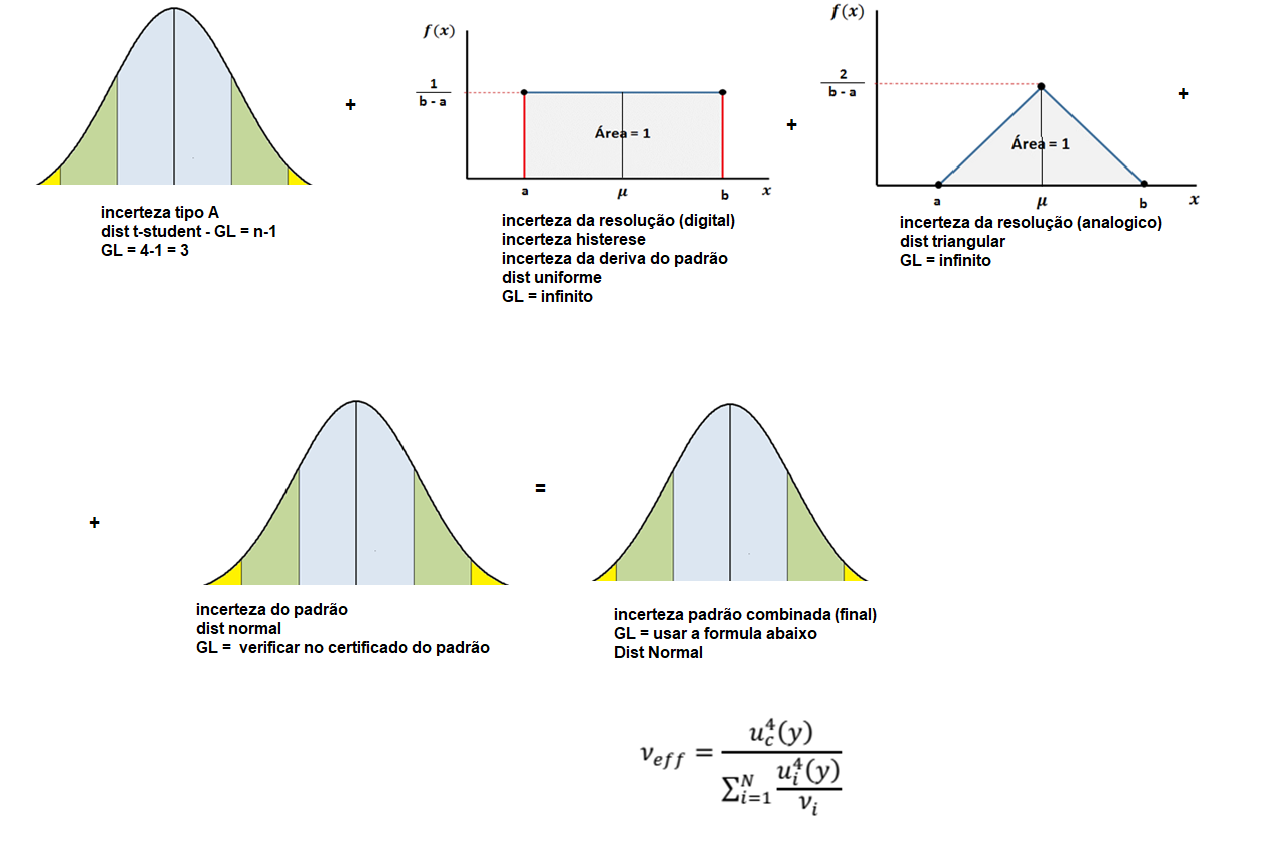 f(x)
1
b - a
Área = 1
a
μ
b
x
f(x)
2
b - a
Área = 1
a
μ
b
x
+
+
+
incerteza tipo A
dist t-student - GL = n-1
GL = 4-1 = 3
incerteza da resolução (digital)
incerteza histerese
incerteza da deriva do padrão
dist uniforme
GL = infinito
incerteza da resolução (analogico)
dist triangular
GL = infinito
+
=
incerteza do padrão
dist normal
GL =  verificar no certificado do padrão
incerteza padrão combinada (final)
GL = usar a formula abaixo
Dist Normal
ν_eff = u_c^4(y) / ∑_{i=1}^N u_i^4(y)/ν_i